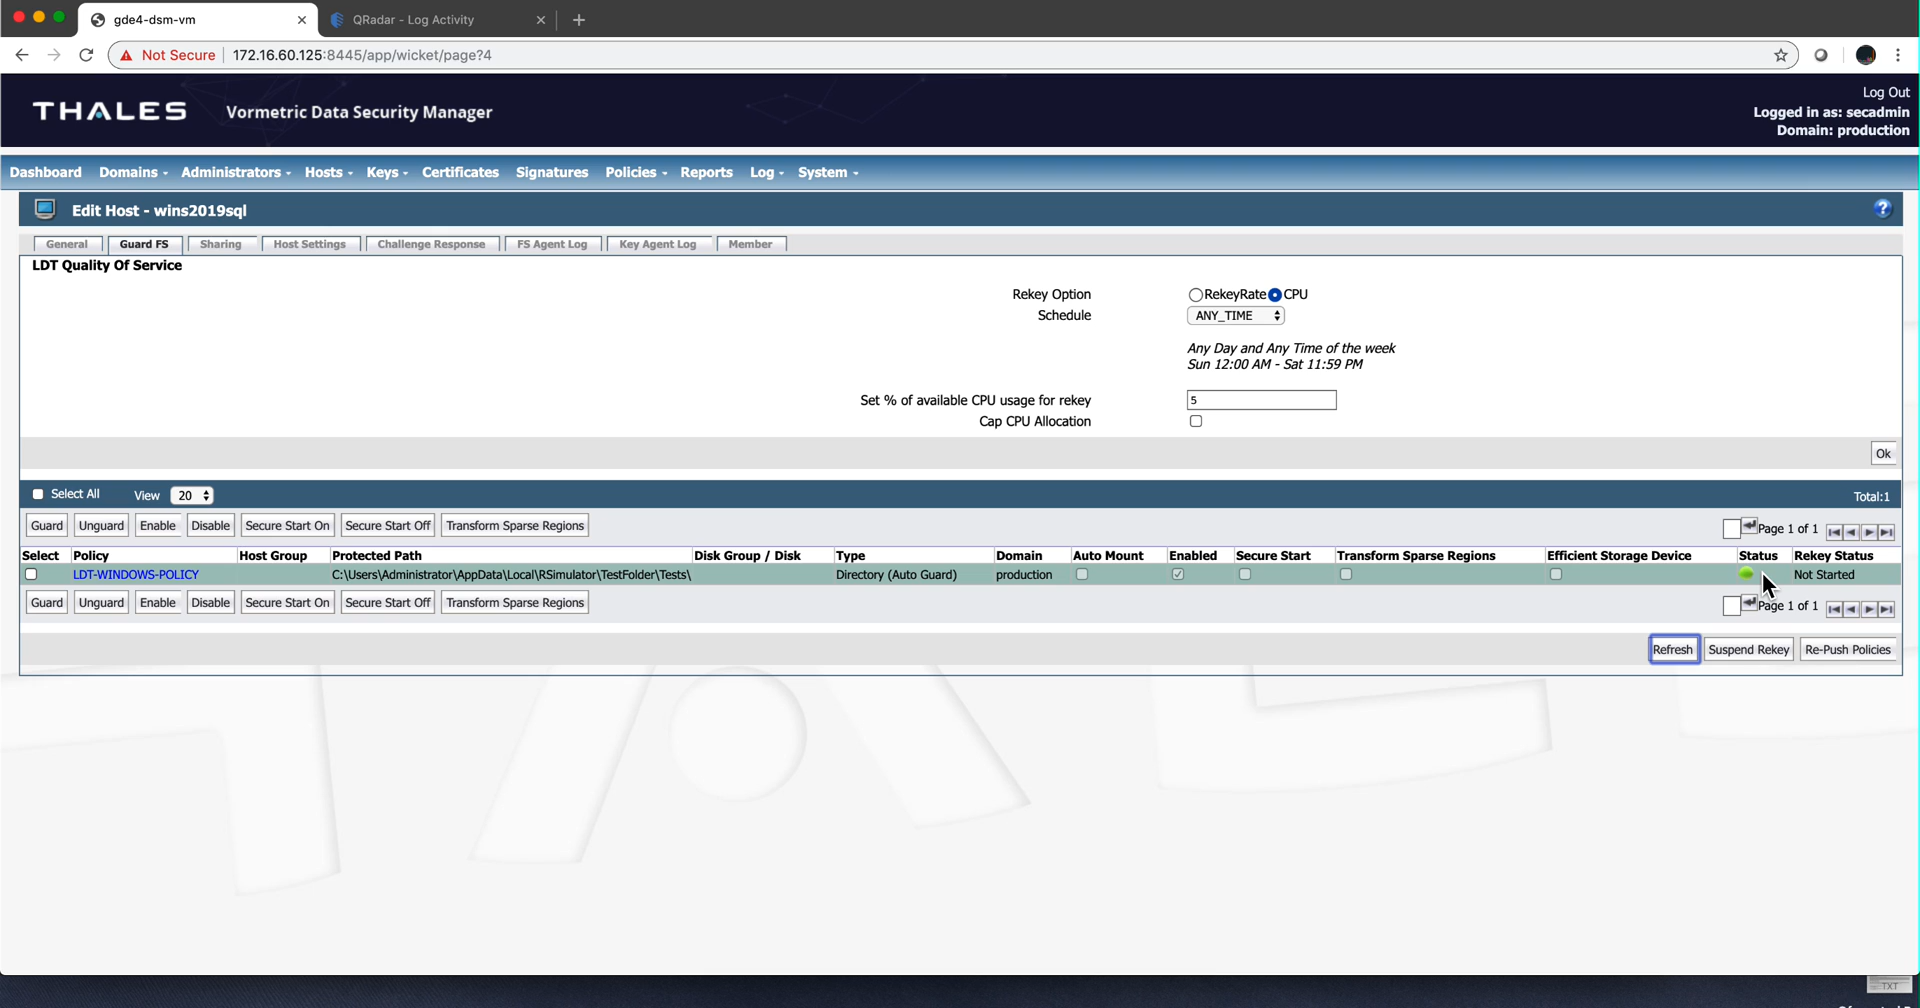 gde4-dsm-vm
QRadar - Log Activity
Not Secure 172.16.60.125:8445/app/wicket/page?4
THALES Vormetric Data Security Manager
Log Out
Logged in as: secadmin
Domain: production
Dashboard Domains Administrators Hosts Keys Certificates Signatures Policies Reports Log System
Edit Host - wins2019sql
General Guard FS Sharing Host Settings Challenge Response FS Agent Log Key Agent Log Member
LDT Quality Of Service
Rekey Option RekeyRate CPU
Schedule ANY_TIME
Any Day and Any Time of the week
Sun 12:00 AM - Sat 11:59 PM
Set % of available CPU usage for rekey 5
Cap CPU Allocation
Ok
Select All View 20 Total:1
Guard Unguard Enable Disable Secure Start On Secure Start Off Transform Sparse Regions Page 1 of 1
Select Policy Host Group Protected Path Disk Group / Disk Type Domain Auto Mount Enabled Secure Start Transform Sparse Regions Efficient Storage Device Status Rekey Status
LDT-WINDOWS-POLICY C:\Users\Administrator\AppData\Local\RSimulator\TestFolder\Tests\ Directory (Auto Guard) production Not Started
Guard Unguard Enable Disable Secure Start On Secure Start Off Transform Sparse Regions Page 1 of 1
Refresh Suspend Rekey Re-Push Policies
TXT